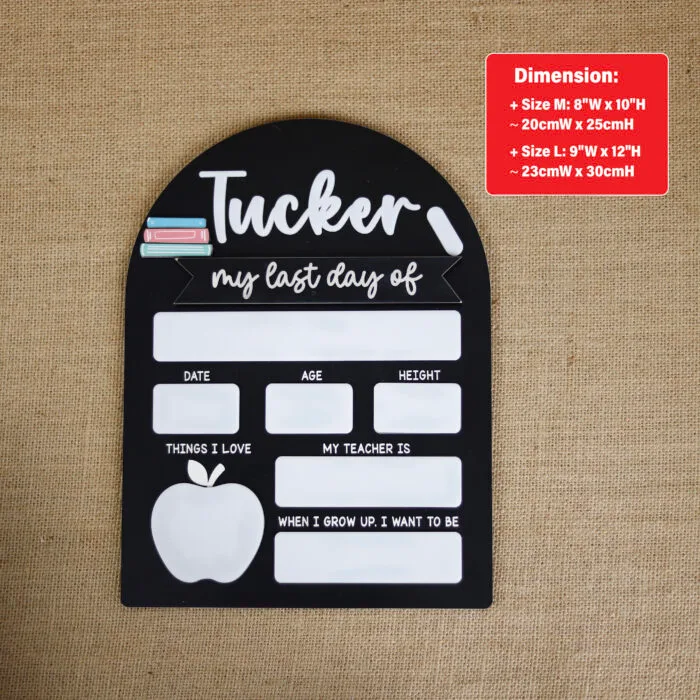 Dimension:
+ Size M: 8"W x 10"H
~ 20cmW x 25cmH
+ Size L: 9"W x 12"H
~ 23cmW x 30cmH
Tucker
my last day of
DATE AGE HEIGHT
THINGS I LOVE MY TEACHER IS
WHEN I GROW UP. I WANT TO BE